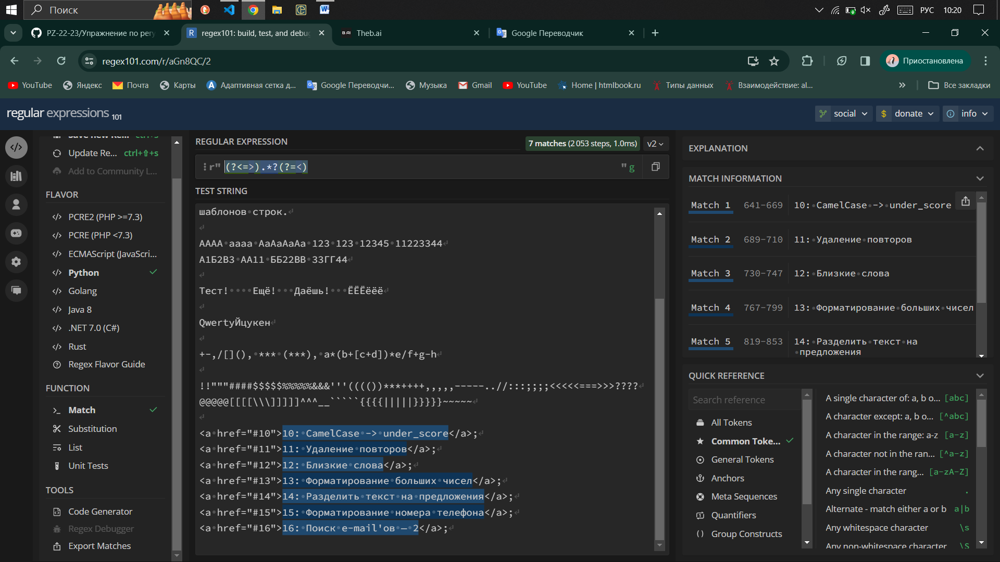 Поиск
РУС
10:20
PZ-22-23/Упражнение по регу
regex101: build, test, and debu
Theb.ai
Google Переводчик
regex101.com/r/aGn8QC/2
Приостановлена
YouTube
Яндекс
Почта
Карты
Адаптивная сетка д...
Google Переводчи...
Музыка
Gmail
YouTube
Home | htmlbook.ru
Типы данных
Взаимодействие: al...
Все закладки
regular expressions 101
social
donate
info
Save new Re... ctrl+s
Update Re... ctrl+⇧+s
Add to Community L...
FLAVOR
PCRE2 (PHP >=7.3)
PCRE (PHP <7.3)
ECMAScript (JavaScri...
Python
Golang
Java 8
.NET 7.0 (C#)
Rust
Regex Flavor Guide
FUNCTION
Match
Substitution
List
Unit Tests
TOOLS
Code Generator
Regex Debugger
Export Matches
REGULAR EXPRESSION
7 matches (2 053 steps, 1.0ms)
v2
r" (?<=>).*?(?=<) " g
TEST STRING
шаблонов строк.
АААА аааа АаАаАаАа 123 123 12345 11223344
А1Б2В3 АА11 ББ22ВВ 33ГГ44
Тест!    Ещё!   Даёшь!   ЁЁЁёёё
QwertyЙцукен
+-,/[](), *** (***), a*(b+[c+d])*e/f+g-h
!!"""####$$$$$%%%%%&&&'''(((())***++++,,,,,-----..//:::;;;;<<<<<===>>>????
@@@@@[[[[\\\]]]]]^^^__`````{{{{|||||}}}}}~~~~~
<a href="#10">10: CamelCase -> under_score</a>;
<a href="#11">11: Удаление повторов</a>;
<a href="#12">12: Близкие слова</a>;
<a href="#13">13: Форматирование больших чисел</a>;
<a href="#14">14: Разделить текст на предложения</a>;
<a href="#15">15: Форматирование номера телефона</a>;
<a href="#16">16: Поиск e-mail'ов — 2</a>;
EXPLANATION
MATCH INFORMATION
Match 1 641-669 10: CamelCase -> under_score
Match 2 689-710 11: Удаление повторов
Match 3 730-747 12: Близкие слова
Match 4 767-799 13: Форматирование больших чисел
Match 5 819-853 14: Разделить текст на
предложения
QUICK REFERENCE
Search reference
All Tokens
Common Toke...
General Tokens
Anchors
Meta Sequences
Quantifiers
Group Constructs
A single character of: a, b o... [abc]
A character except: a, b o... [^abc]
A character in the range: a-z [a-z]
A character not in the ran... [^a-z]
A character in the rang... [a-zA-Z]
Any single character .
Alternate - match either a or b a|b
Any whitespace character \s
Any non-whitespace character \S